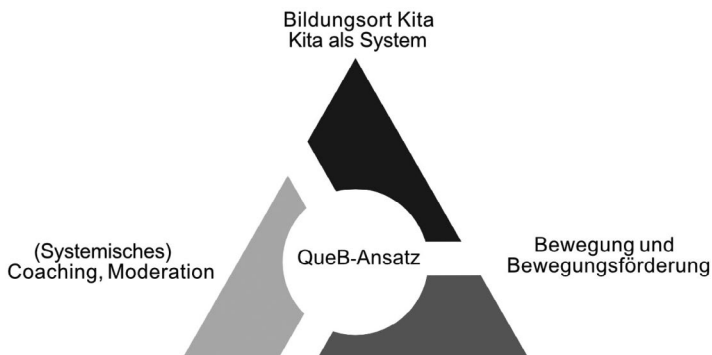 Bildungsort Kita
Kita als System
(Systemisches)
Coaching, Moderation
QueB-Ansatz
Bewegung und
Bewegungsförderung